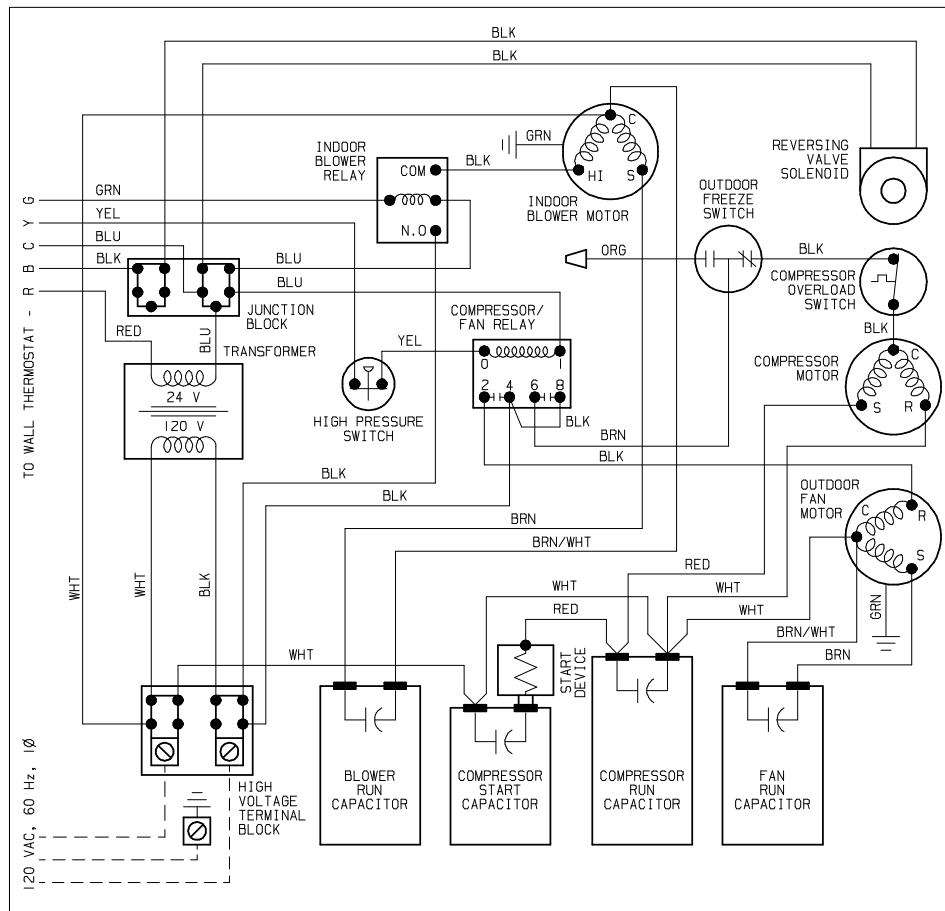 BLK
BLK
GRN
C
HI
S
INDOOR
BLOWER MOTOR
INDOOR
BLOWER
RELAY
COM
N.O
BLK
REVERSING
VALVE
SOLENOID
OUTDOOR
FREEZE
SWITCH
ORG
BLK
COMPRESSOR
OVERLOAD
SWITCH
BLK
COMPRESSOR
MOTOR
C
S
R
TO WALL THERMOSTAT - R B C Y G
GRN
YEL
BLU
BLK
BLU
BLU
JUNCTION
BLOCK
RED
BLU
TRANSFORMER
24 V
120 V
YEL
HIGH PRESSURE
SWITCH
COMPRESSOR/
FAN RELAY
0
1
2
4
6
8
BLK
BRN
BLK
BLK
BLK
BRN
BRN/WHT
OUTDOOR
FAN
MOTOR
C
R
S
GRN
WHT
WHT
BLK
RED
WHT
WHT
RED
WHT
BRN/WHT
BRN
START
DEVICE
BLOWER
RUN
CAPACITOR
COMPRESSOR
START
CAPACITOR
COMPRESSOR
RUN
CAPACITOR
FAN
RUN
CAPACITOR
HIGH
VOLTAGE
TERMINAL
BLOCK
120 VAC, 60 Hz, 1Ø